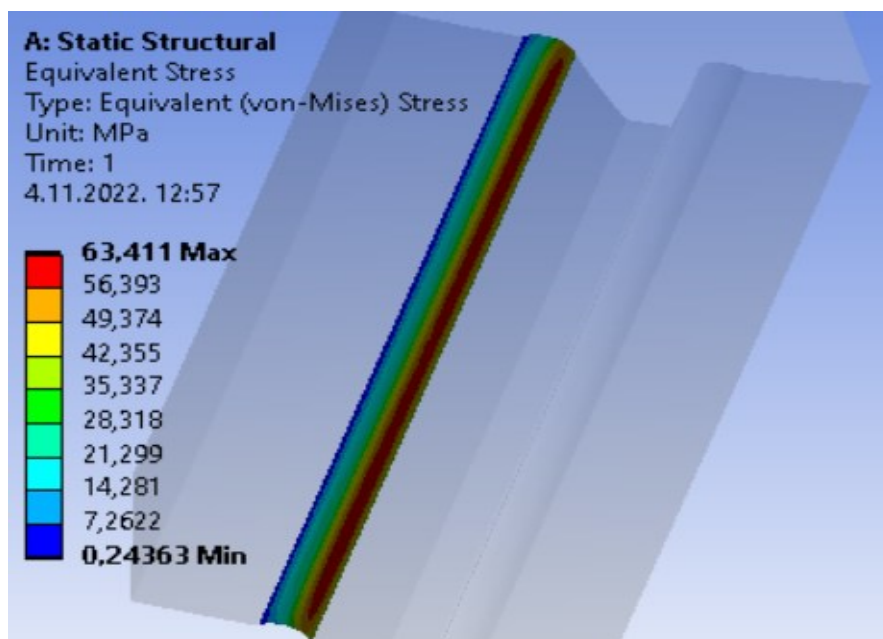 A: Static Structural
Equivalent Stress
Type: Equivalent (von-Mises) Stress
Unit: MPa
Time: 1
4.11.2022. 12:57
63,411 Max
56,393
49,374
42,355
35,337
28,318
21,299
14,281
7,2622
0,24363 Min